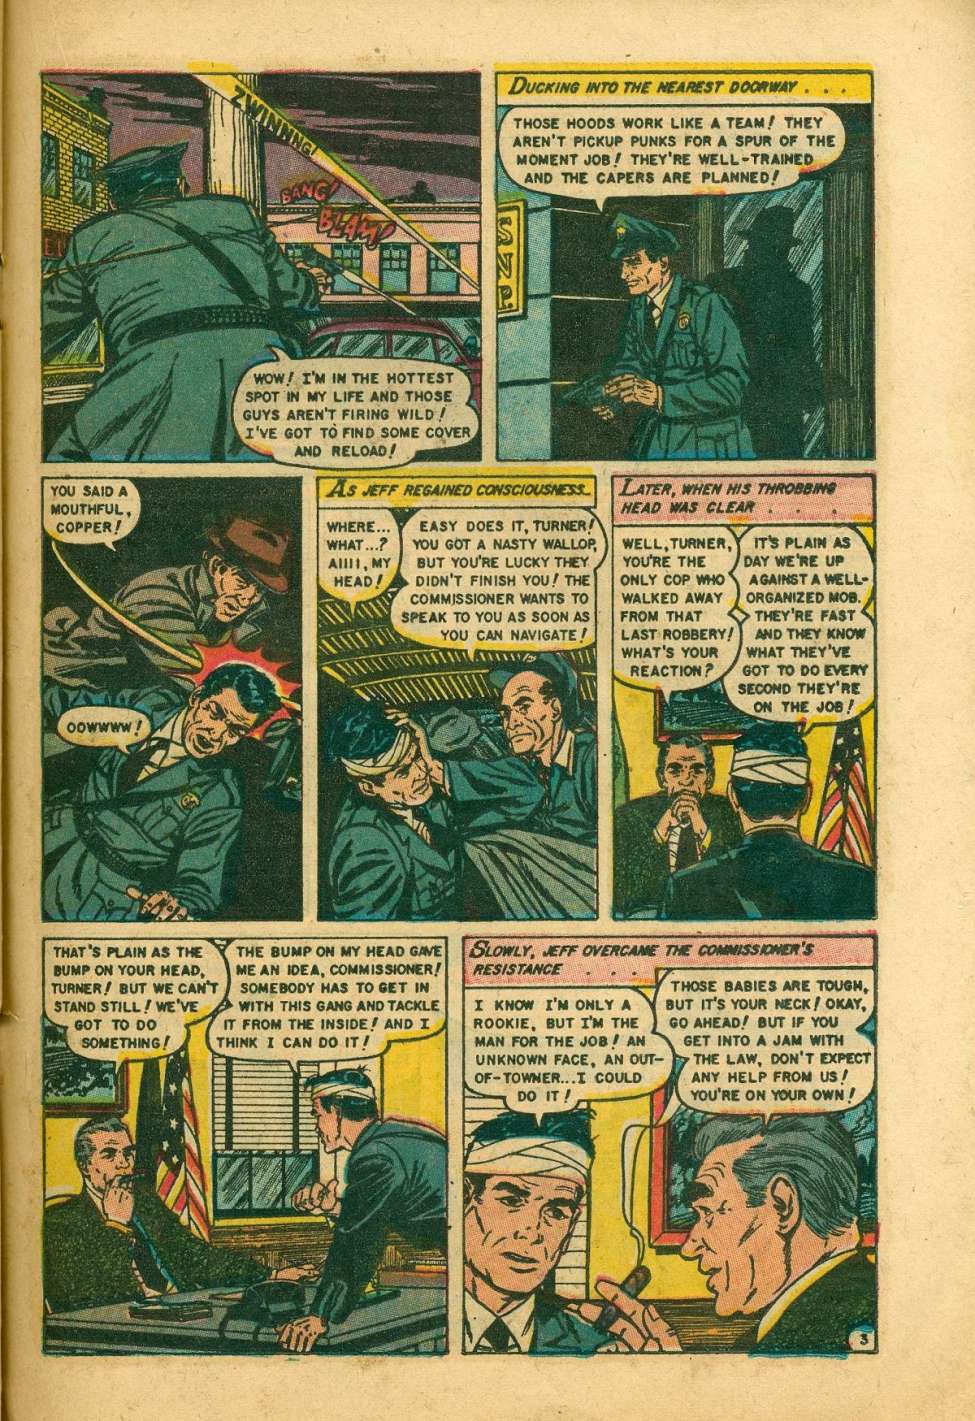 ZWINNNG!
BANG!
BLAM!
WOW! I'M IN THE HOTTEST
SPOT IN MY LIFE AND THOSE
GUYS AREN'T FIRING WILD!
I'VE GOT TO FIND SOME COVER
AND RELOAD!
DUCKING INTO THE NEAREST DOORWAY . . .
THOSE HOODS WORK LIKE A TEAM! THEY
AREN'T PICKUP PUNKS FOR A SPUR OF THE
MOMENT JOB! THEY'RE WELL-TRAINED
AND THE CAPERS ARE PLANNED!
S
N
P.
YOU SAID A
MOUTHFUL,
COPPER!
OOWWWW!
AS JEFF REGAINED CONSCIOUSNESS..
WHERE...
WHAT...?
AIIII, MY
HEAD!
EASY DOES IT, TURNER!
YOU GOT A NASTY WALLOP,
BUT YOU'RE LUCKY THEY
DIDN'T FINISH YOU! THE
COMMISSIONER WANTS TO
SPEAK TO YOU AS SOON AS
YOU CAN NAVIGATE!
LATER, WHEN HIS THROBBING
HEAD WAS CLEAR . . . .
WELL, TURNER,
YOU'RE THE
ONLY COP WHO
WALKED AWAY
FROM THAT
LAST ROBBERY!
WHAT'S YOUR
REACTION?
IT'S PLAIN AS
DAY WE'RE UP
AGAINST A WELL-
ORGANIZED MOB.
THEY'RE FAST
AND THEY KNOW
WHAT THEY'VE
GOT TO DO EVERY
SECOND THEY'RE
ON THE JOB!
THAT'S PLAIN AS THE
BUMP ON YOUR HEAD,
TURNER! BUT WE CAN'T
STAND STILL! WE'VE
GOT TO DO
SOMETHING!
THE BUMP ON MY HEAD GAVE
ME AN IDEA, COMMISSIONER!
SOMEBODY HAS TO GET IN
WITH THIS GANG AND TACKLE
IT FROM THE INSIDE! AND I
THINK I CAN DO IT!
SLOWLY, JEFF OVERCAME THE COMMISSIONER'S
RESISTANCE . . . .
I KNOW I'M ONLY A
ROOKIE, BUT I'M THE
MAN FOR THE JOB! AN
UNKNOWN FACE, AN OUT-
OF-TOWNER...I COULD
DO IT!
THOSE BABIES ARE TOUGH,
BUT IT'S YOUR NECK! OKAY,
GO AHEAD! BUT IF YOU
GET INTO A JAM WITH
THE LAW, DON'T EXPECT
ANY HELP FROM US!
YOU'RE ON YOUR OWN!
3